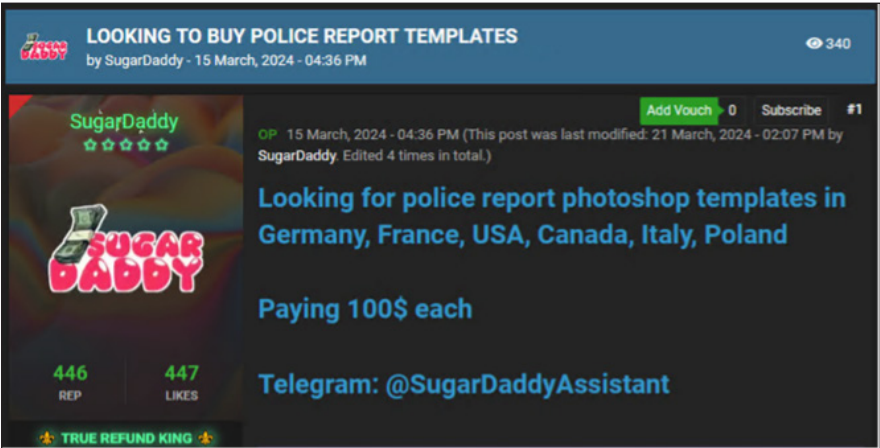 LOOKING TO BUY POLICE REPORT TEMPLATES
by SugarDaddy - 15 March, 2024 - 04:36 PM
340
SUGAR
DADDY
SugarDaddy
Add Vouch 0 Subscribe #1
OP 15 March, 2024 - 04:36 PM (This post was last modified: 21 March, 2024 - 02:07 PM by
SugarDaddy. Edited 4 times in total.)
Looking for police report photoshop templates in
Germany, France, USA, Canada, Italy, Poland
Paying 100$ each
Telegram: @SugarDaddyAssistant
SUGAR
DADDY
446 447
REP LIKES
TRUE REFUND KING